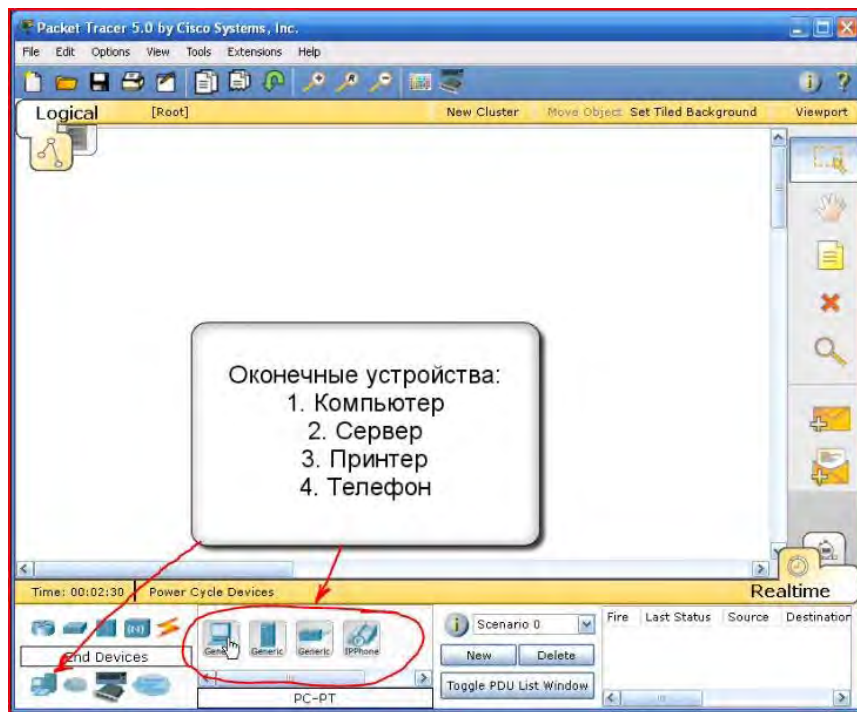 Packet Tracer 5.0 by Cisco Systems, Inc.
File Edit Options View Tools Extensions Help
Logical [Root] New Cluster Move Object Set Tiled Background Viewport
Оконечные устройства:
1. Компьютер
2. Сервер
3. Принтер
4. Телефон
Time: 00:02:30 Power Cycle Devices Realtime
Scenario 0 Fire Last Status Source Destination
End Devices Generic Generic IPPhone
New Delete
Toggle PDU List Window
PC-PT